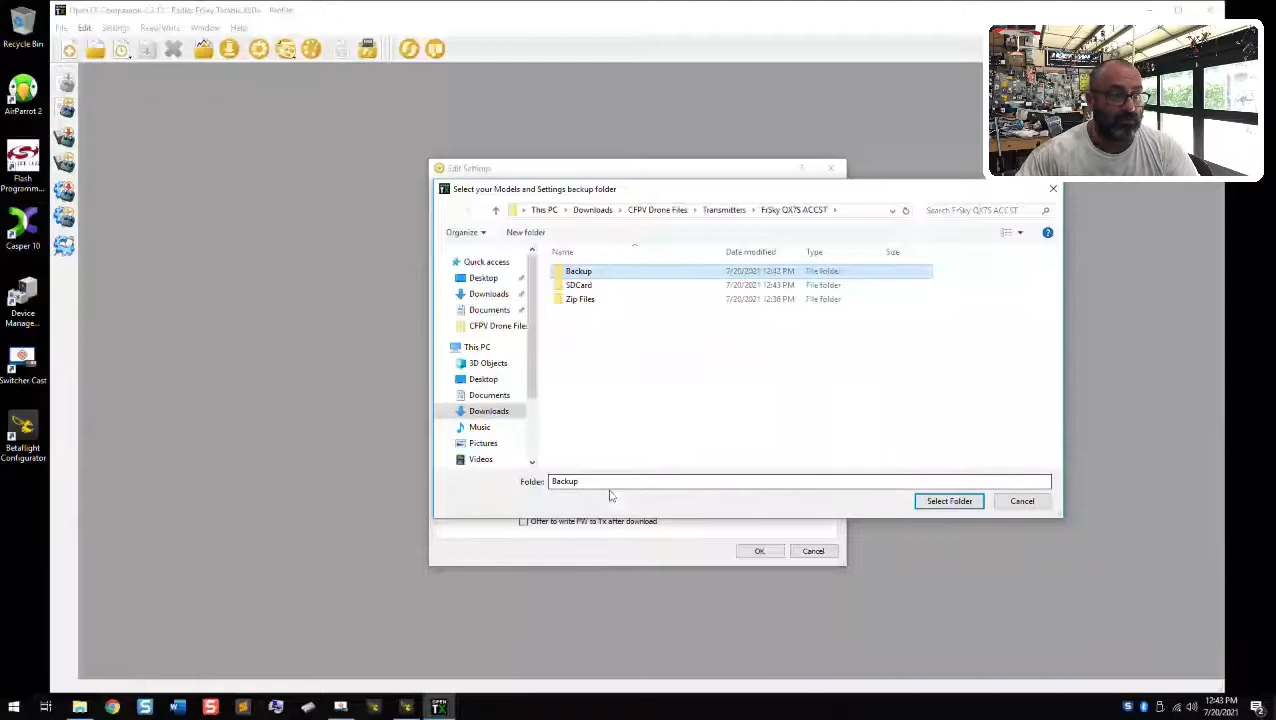 Recycle Bin
AirParrot 2
Flash
Programm...
Casper 10
Device
Manage...
Switcher Cast
Betaflight
Configurator
File Edit Settings Read/Write Window Help
Edit Settings
Select your Models and Settings backup folder
This PC > Downloads > CFPV Drone Files > Transmitters > FrSky QX7S ACCST >
Search FrSky QX7S ACCST
Organize New folder
Name Date modified Type Size
Backup 7/20/2021 12:42 PM File folder
SDCard 7/20/2021 12:43 PM File folder
Zip Files 7/20/2021 12:36 PM File folder
Quick access
Desktop
Downloads
Documents
CFPV Drone File
This PC
3D Objects
Desktop
Documents
Downloads
Music
Pictures
Videos
Folder: Backup
Select Folder Cancel
Offer to write FW to Tx after download
OK Cancel
OPEN TX
12:43 PM
7/20/2021